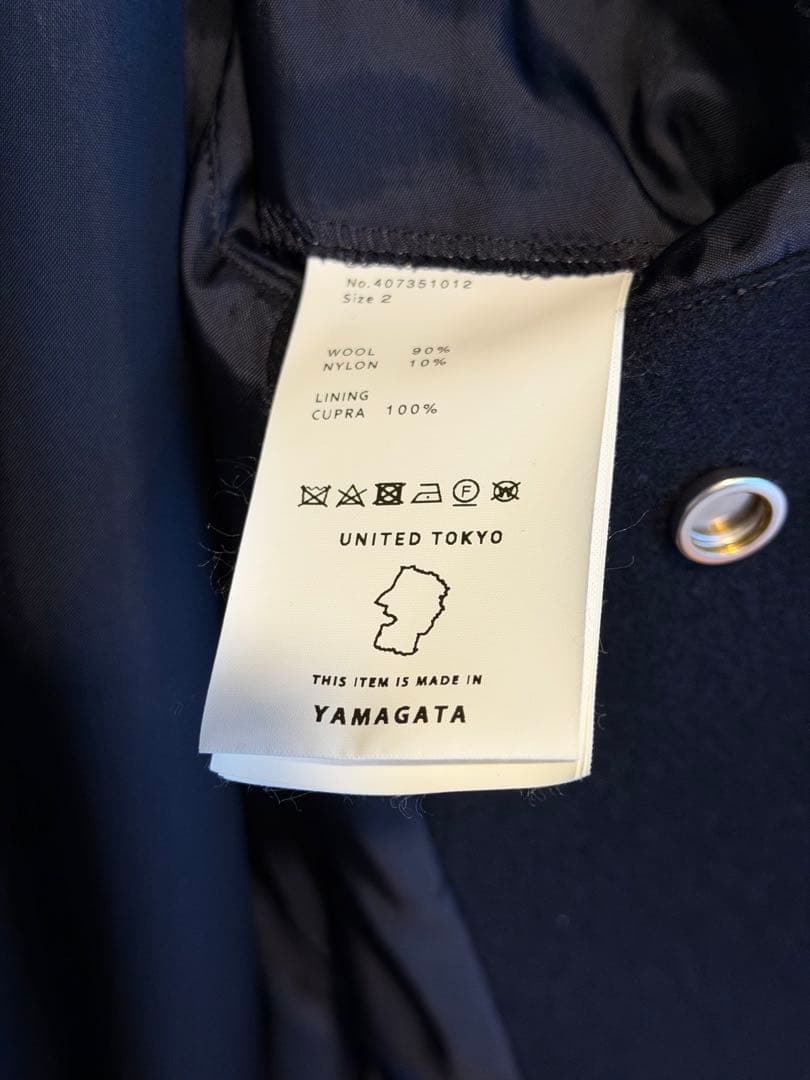 No.407351012
Size 2
WOOL 90%
NYLON 10%
LINING
CUPRA 100%
F W
UNITED TOKYO
THIS ITEM IS MADE IN
YAMAGATA